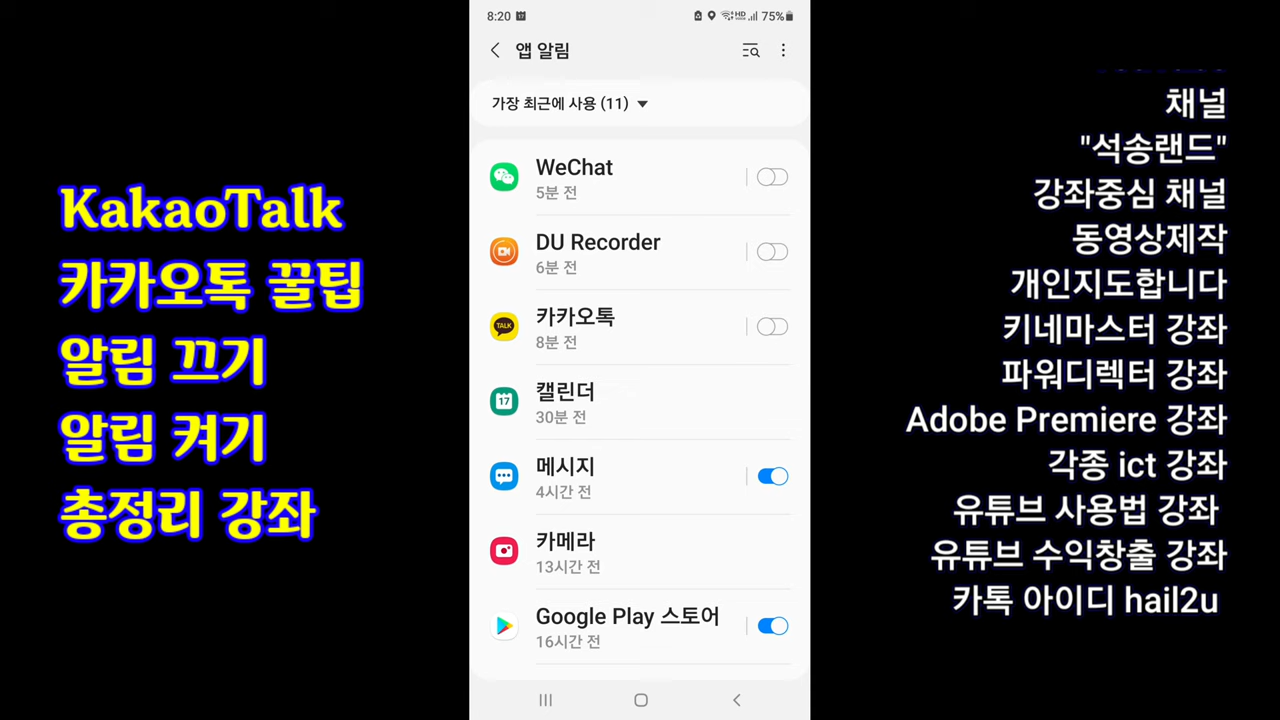 KakaoTalk
카카오톡 꿀팁
알림 끄기
알림 켜기
총정리 강좌
8:20
75%
앱 알림
가장 최근에 사용 (11)
WeChat
5분 전
DU Recorder
6분 전
TALK
카카오톡
8분 전
17
캘린더
30분 전
메시지
4시간 전
카메라
13시간 전
Google Play 스토어
16시간 전
채널
"석송랜드"
강좌중심 채널
동영상제작
개인지도합니다
키네마스터 강좌
파워디렉터 강좌
Adobe Premiere 강좌
각종 ict 강좌
유튜브 사용법 강좌
유튜브 수익창출 강좌
카톡 아이디 hail2u